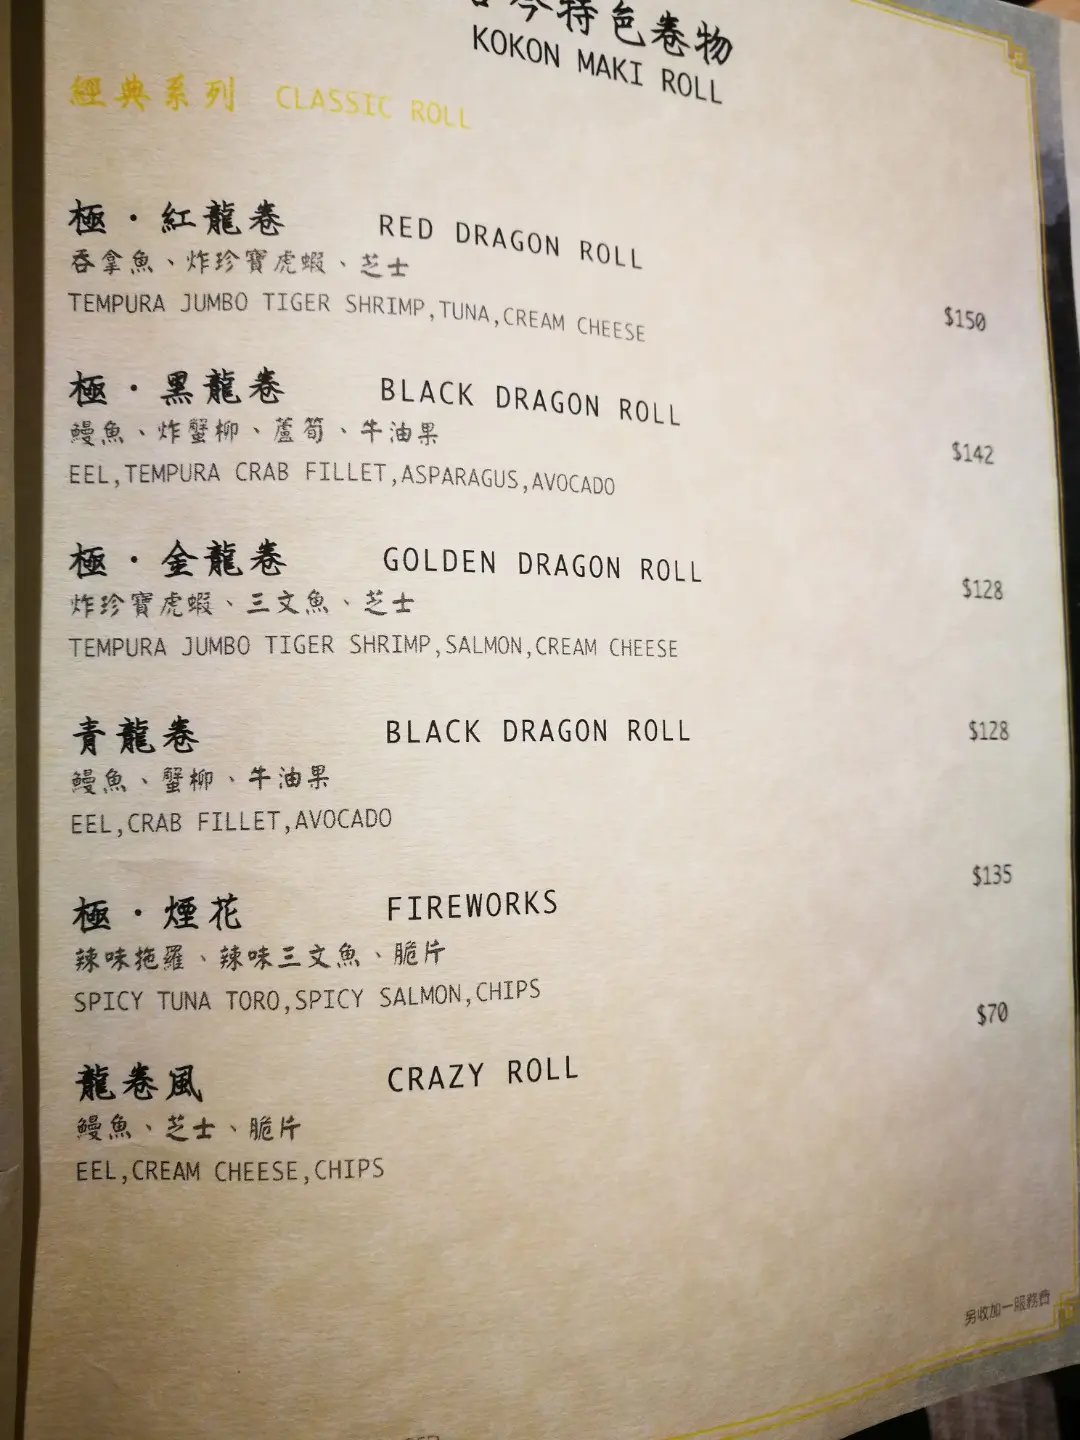 今特色卷物
KOKON MAKI ROLL
經典系列 CLASSIC ROLL
極・紅龍卷 RED DRAGON ROLL
吞拿魚、炸珍寶虎蝦、芝士
TEMPURA JUMBO TIGER SHRIMP,TUNA,CREAM CHEESE
$150
極・黑龍卷 BLACK DRAGON ROLL
鰻魚、炸蟹柳、蘆筍、牛油果
$142
EEL,TEMPURA CRAB FILLET,ASPARAGUS,AVOCADO
極・金龍卷 GOLDEN DRAGON ROLL
炸珍寶虎蝦、三文魚、芝士
$128
TEMPURA JUMBO TIGER SHRIMP,SALMON,CREAM CHEESE
青龍卷 BLACK DRAGON ROLL
$128
鰻魚、蟹柳、牛油果
EEL,CRAB FILLET,AVOCADO
$135
極・煙花 FIREWORKS
辣味拖羅、辣味三文魚、脆片
SPICY TUNA TORO,SPICY SALMON,CHIPS
$70
龍卷風 CRAZY ROLL
鰻魚、芝士、脆片
EEL,CREAM CHEESE,CHIPS
另收加一服務費